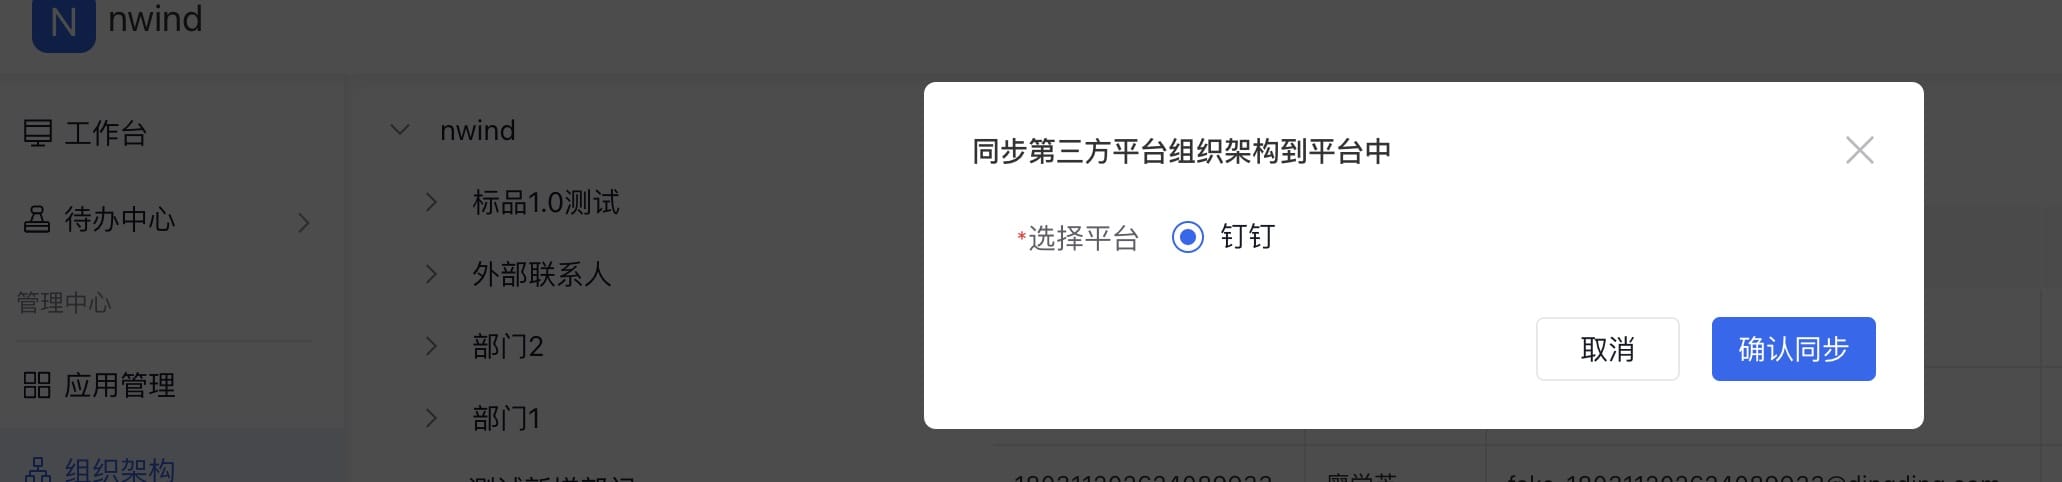 N nwind
工作台
待办中心
管理中心
应用管理
组织架构
nwind
标品1.0测试
外部联系人
部门2
部门1
同步第三方平台组织架构到平台中
*选择平台 钉钉
取消 确认同步